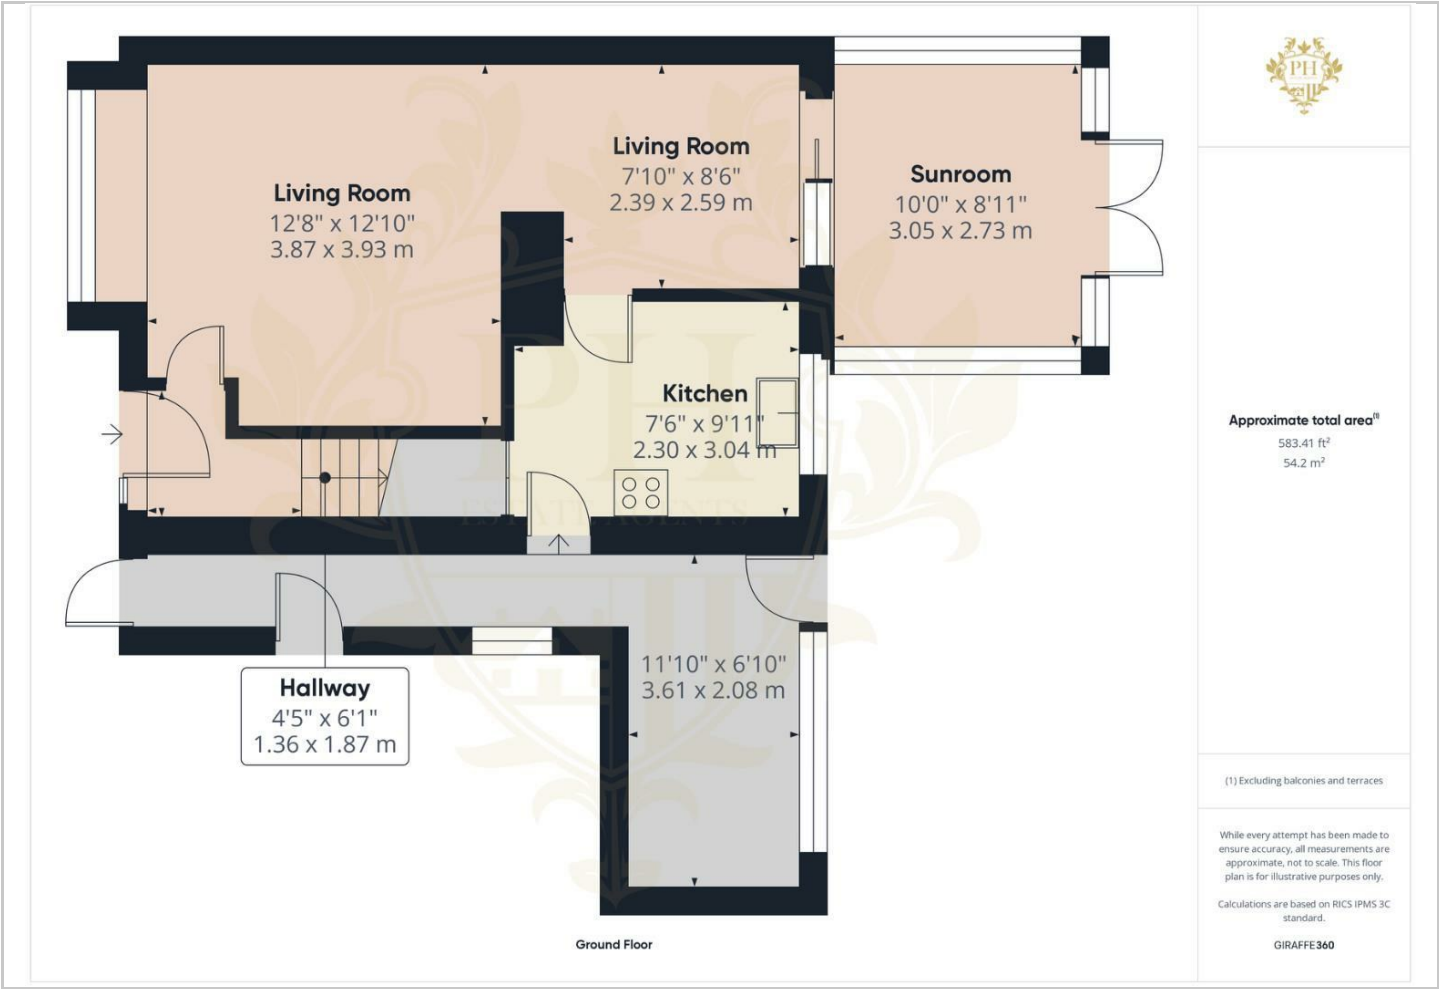 Living Room
12'8" x 12'10"
3.87 x 3.93 m
Living Room
7'10" x 8'6"
2.39 x 2.59 m
Sunroom
10'0" x 8'11"
3.05 x 2.73 m
Kitchen
7'6" x 9'11"
2.30 x 3.04 m
11'10" x 6'10"
3.61 x 2.08 m
Hallway
4'5" x 6'1"
1.36 x 1.87 m
Ground Floor
PH
ESTATE AGENTS
PH
Approximate total area⁽¹⁾
583.41 ft²
54.2 m²
(1) Excluding balconies and terraces
While every attempt has been made to
ensure accuracy, all measurements are
approximate, not to scale. This floor
plan is for illustrative purposes only.
Calculations are based on RICS IPMS 3C
standard.
GIRAFFE360